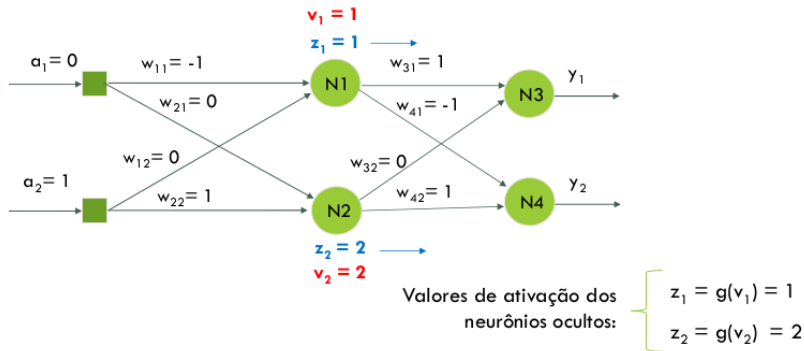 v₁ = 1
z₁ = 1
a₁= 0
w₁₁= -1
w₃₁= 1
y₁
N1
N3
w₂₁= 0
w₄₁= -1
w₁₂= 0
w₃₂= 0
a₂= 1
w₂₂= 1
w₄₂= 1
y₂
N2
N4
z₂ = 2
v₂ = 2
Valores de ativação dos
neurônios ocultos:
z₁ = g(v₁) = 1
z₂ = g(v₂) = 2